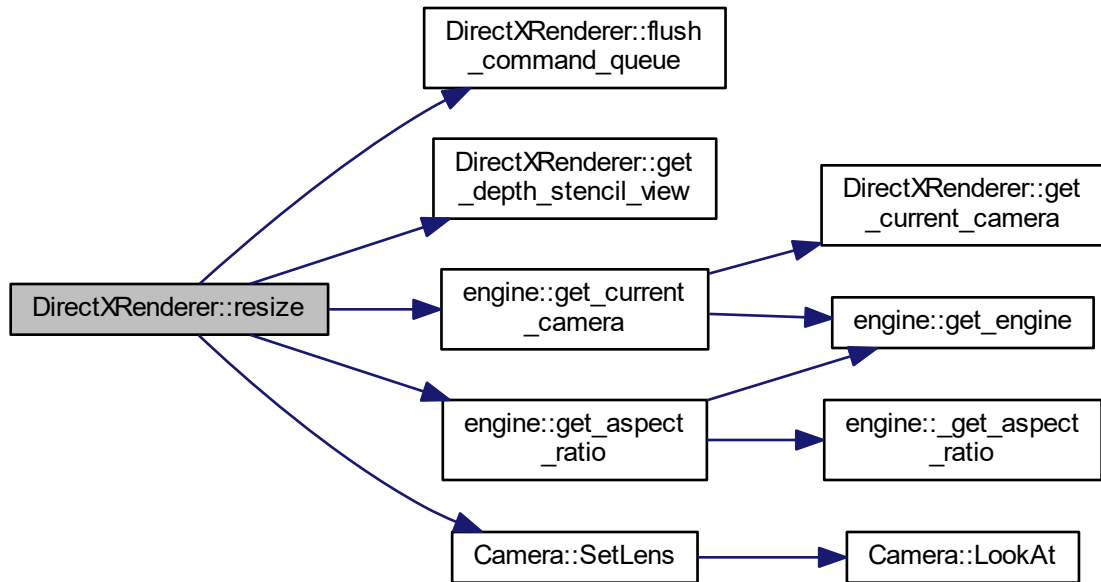 DirectXRenderer::flush
_command_queue
DirectXRenderer::get
_depth_stencil_view
DirectXRenderer::get
_current_camera
DirectXRenderer::resize
engine::get_current
_camera
engine::get_engine
engine::get_aspect
_ratio
engine::_get_aspect
_ratio
Camera::SetLens
Camera::LookAt